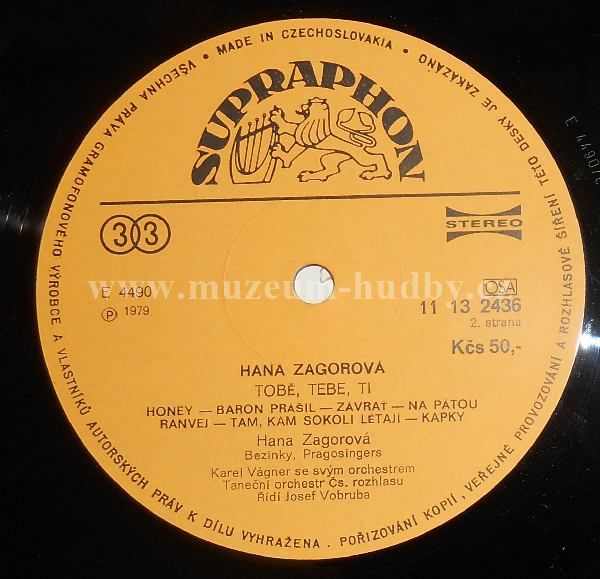 VŠECHNA PRÁVA GRAMOFONOVÉHO VÝROBCE A VLASTNÍKŮ AUTORSKÝCH PRÁV K DÍLU VYHRAŽENA. POŘIZOVÁNÍ KOPIÍ, VEŘEJNÉ PROVOZOVÁNÍ A ROZHLASOVÉ ŠÍŘENÍ TÉTO DESKY JE ZAKÁZÁNO • MADE IN CZECHOSLOVAKIA •
SUPRAPHON
33
STEREO
E 4490
OSA
Ⓟ 1979
11 13 2436
2. strana
Kčs 50,-
www.muzeum-hudby.c
HANA ZAGOROVÁ
TOBĚ, TEBE, TI
HONEY — BARON PRÁŠIL — ZÁVRAŤ — NA PÁTOU
RANVEJ — TAM, KAM SOKOLI LÉTAJÍ — KAPKY
Hana Zagorová
Bezinky, Pragosingers
Karel Vágner se svým orchestrem
Taneční orchestr Čs. rozhlasu
Řídí Josef Vobruba